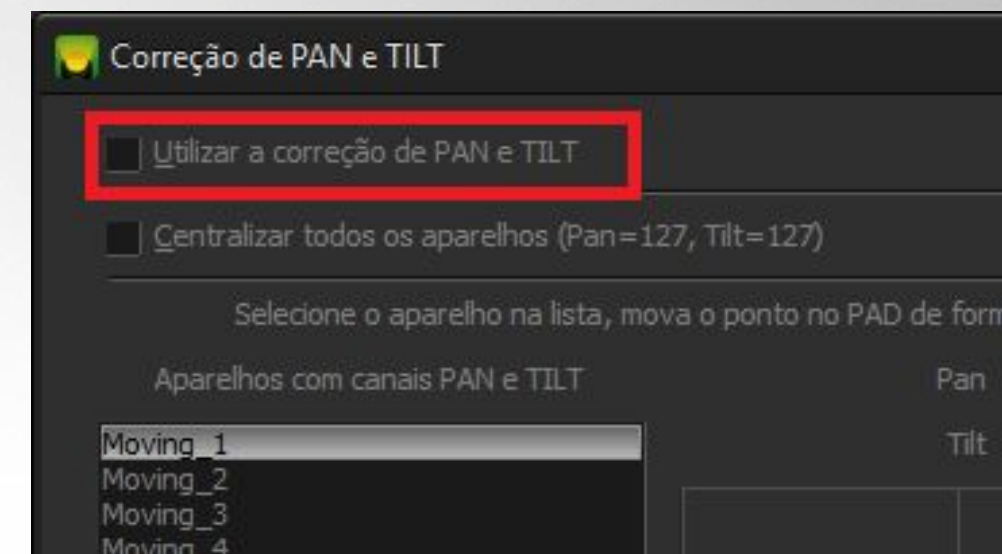 Correção de PAN e TILT
Utilizar a correção de PAN e TILT
Centralizar todos os aparelhos (Pan=127, Tilt=127)
Selecione o aparelho na lista, mova o ponto no PAD de
Aparelhos com canais PAN e TILT
Pan
Moving_1
Tilt
Moving_2
Moving_3
Moving_4